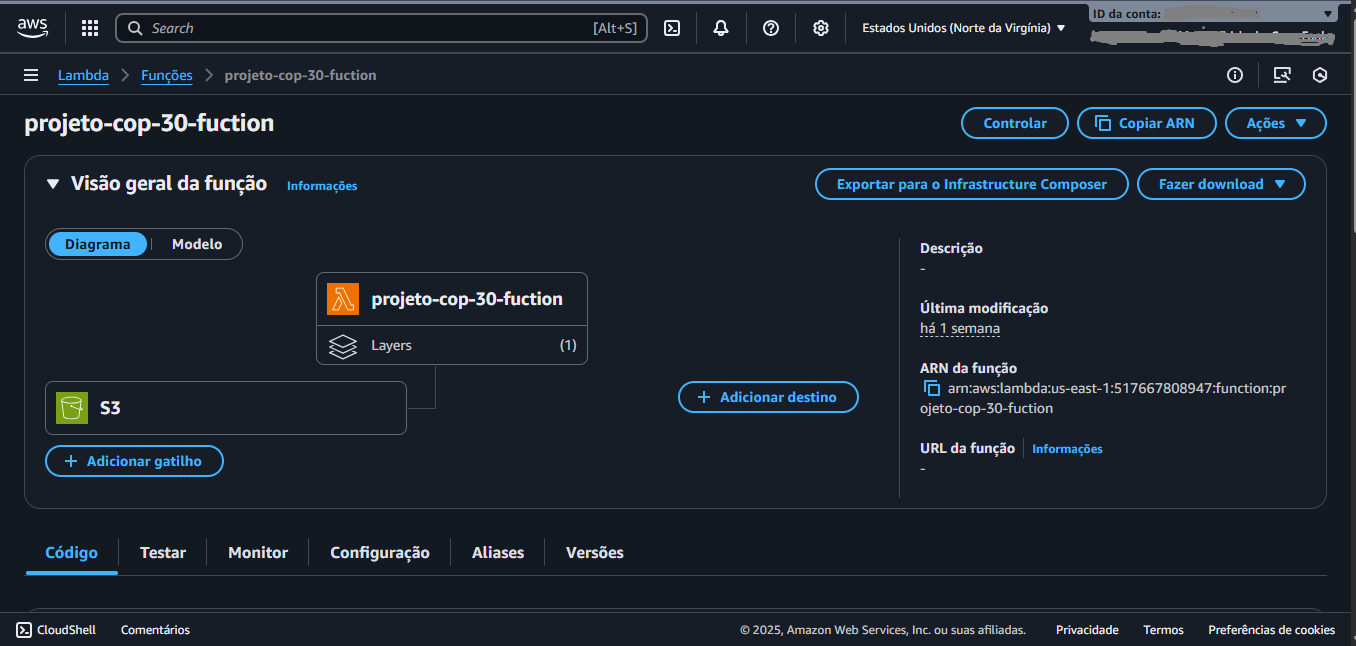 aws
Search
[Alt+S]
Estados Unidos (Norte da Virgínia)
ID da conta:
Lambda
Funções
projeto-cop-30-fuction
projeto-cop-30-fuction
Controlar
Copiar ARN
Ações
Visão geral da função
Informações
Exportar para o Infrastructure Composer
Fazer download
Diagrama
Modelo
projeto-cop-30-fuction
Layers
(1)
S3
Adicionar gatilho
Adicionar destino
Descrição
-
Última modificação
há 1 semana
ARN da função
arn:aws:lambda:us-east-1:517667808947:function:pr
ojeto-cop-30-fuction
URL da função
Informações
-
Código
Testar
Monitor
Configuração
Aliases
Versões
CloudShell
Comentários
© 2025, Amazon Web Services, Inc. ou suas afiliadas.
Privacidade
Termos
Preferências de cookies